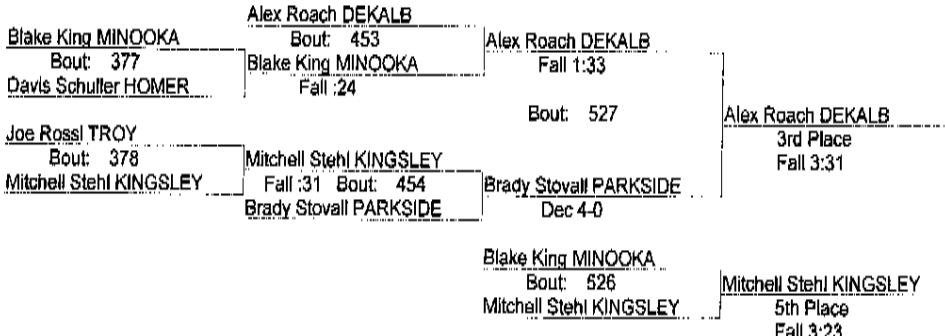 Alex Roach DEKALB
Blake King MINOOKA
Bout: 453
Alex Roach DEKALB
Bout: 377
Blake King MINOOKA
Fall 1:33
Davis Schuller HOMER
Fall :24
Bout: 527
Alex Roach DEKALB
Joe Rossi TROY
3rd Place
Bout: 378
Mitchell Stehl KINGSLEY
Fall 3:31
Mitchell Stehl KINGSLEY
Fall :31 Bout: 454
Brady Stovall PARKSIDE
Brady Stovall PARKSIDE
Dec 4-0
Blake King MINOOKA
Bout: 526
Mitchell Stehl KINGSLEY
Mitchell Stehl KINGSLEY
5th Place
Fall 3:23